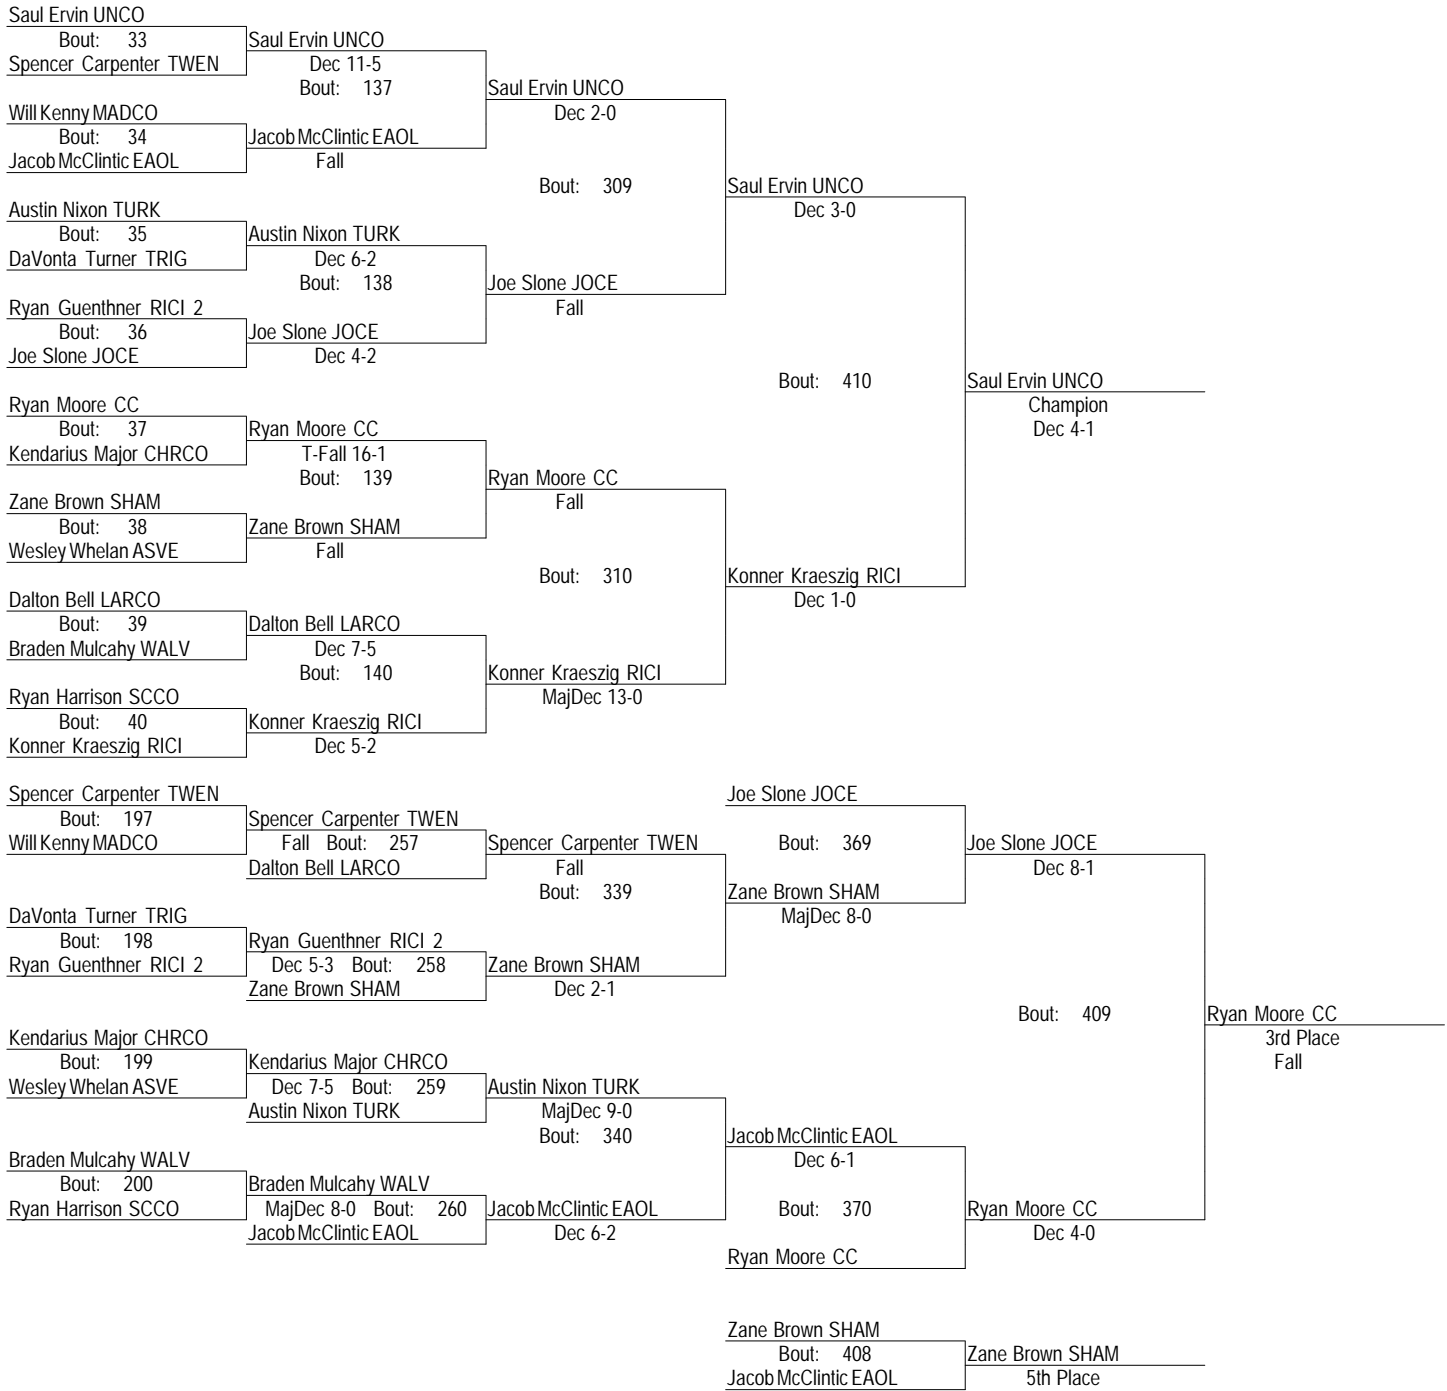 Saul Ervin UNCO
Bout: 33
Saul Ervin UNCO
Spencer Carpenter TWEN
Dec 11-5
Bout: 137
Saul Ervin UNCO
Will Kenny MADCO
Dec 2-0
Bout: 34
Jacob McClintic EAOL
Jacob McClintic EAOL
Fall
Bout: 309
Saul Ervin UNCO
Austin Nixon TURK
Dec 3-0
Bout: 35
Austin Nixon TURK
DaVonta Turner TRIG
Dec 6-2
Bout: 138
Joe Slone JOCE
Ryan Guenthner RICI 2
Fall
Bout: 36
Joe Slone JOCE
Joe Slone JOCE
Dec 4-2
Bout: 410
Saul Ervin UNCO
Ryan Moore CC
Champion
Bout: 37
Ryan Moore CC
Dec 4-1
Kendarius Major CHRCO
T-Fall 16-1
Bout: 139
Ryan Moore CC
Zane Brown SHAM
Fall
Bout: 38
Zane Brown SHAM
Wesley Whelan ASVE
Fall
Bout: 310
Konner Kraeszig RICI
Dalton Bell LARCO
Dec 1-0
Bout: 39
Dalton Bell LARCO
Braden Mulcahy WALV
Dec 7-5
Bout: 140
Konner Kraeszig RICI
Ryan Harrison SCCO
MajDec 13-0
Bout: 40
Konner Kraeszig RICI
Konner Kraeszig RICI
Dec 5-2
Spencer Carpenter TWEN
Joe Slone JOCE
Bout: 197
Spencer Carpenter TWEN
Will Kenny MADCO
Fall Bout: 257
Spencer Carpenter TWEN
Bout: 369
Joe Slone JOCE
Dalton Bell LARCO
Fall
Dec 8-1
Bout: 339
Zane Brown SHAM
DaVonta Turner TRIG
MajDec 8-0
Bout: 198
Ryan Guenthner RICI 2
Ryan Guenthner RICI 2
Dec 5-3 Bout: 258
Zane Brown SHAM
Zane Brown SHAM
Dec 2-1
Bout: 409
Ryan Moore CC
Kendarius Major CHRCO
3rd Place
Bout: 199
Kendarius Major CHRCO
Fall
Wesley Whelan ASVE
Dec 7-5 Bout: 259
Austin Nixon TURK
Austin Nixon TURK
MajDec 9-0
Bout: 340
Jacob McClintic EAOL
Braden Mulcahy WALV
Dec 6-1
Bout: 200
Braden Mulcahy WALV
Ryan Harrison SCCO
MajDec 8-0 Bout: 260
Jacob McClintic EAOL
Bout: 370
Ryan Moore CC
Jacob McClintic EAOL
Dec 6-2
Dec 4-0
Ryan Moore CC
Zane Brown SHAM
Bout: 408
Zane Brown SHAM
Jacob McClintic EAOL
5th Place